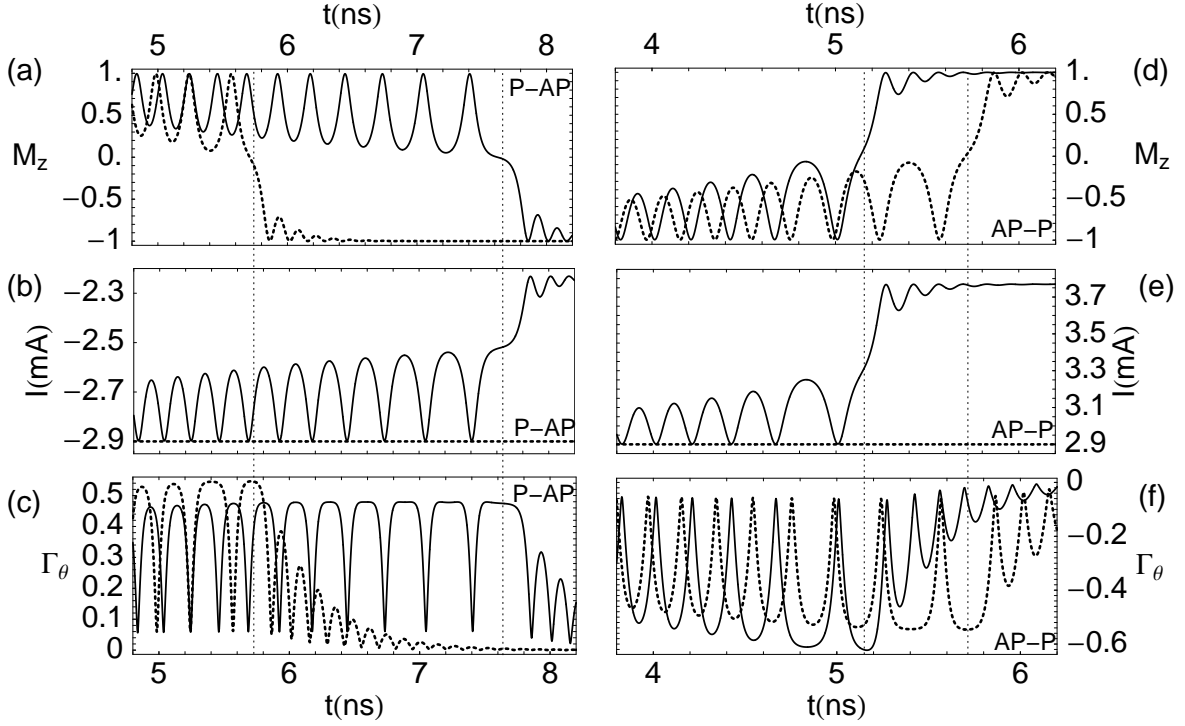 t(ns)
t(ns)
5 6 7 8
4 5 6
(a)
1.
0.5
0.
−0.5
−1
M_z
P−AP
(d)
1.
0.5
0.
−0.5
−1
M_z
AP−P
(b)
−2.3
−2.5
−2.7
−2.9
I(mA)
P−AP
(e)
3.7
3.5
3.3
3.1
2.9
I(mA)
AP−P
(c)
0.5
0.4
0.3
0.2
0.1
0
Γ_θ
P−AP
(f)
0
−0.2
−0.4
−0.6
Γ_θ
AP−P
5 6 7 8
4 5 6
t(ns)
t(ns)